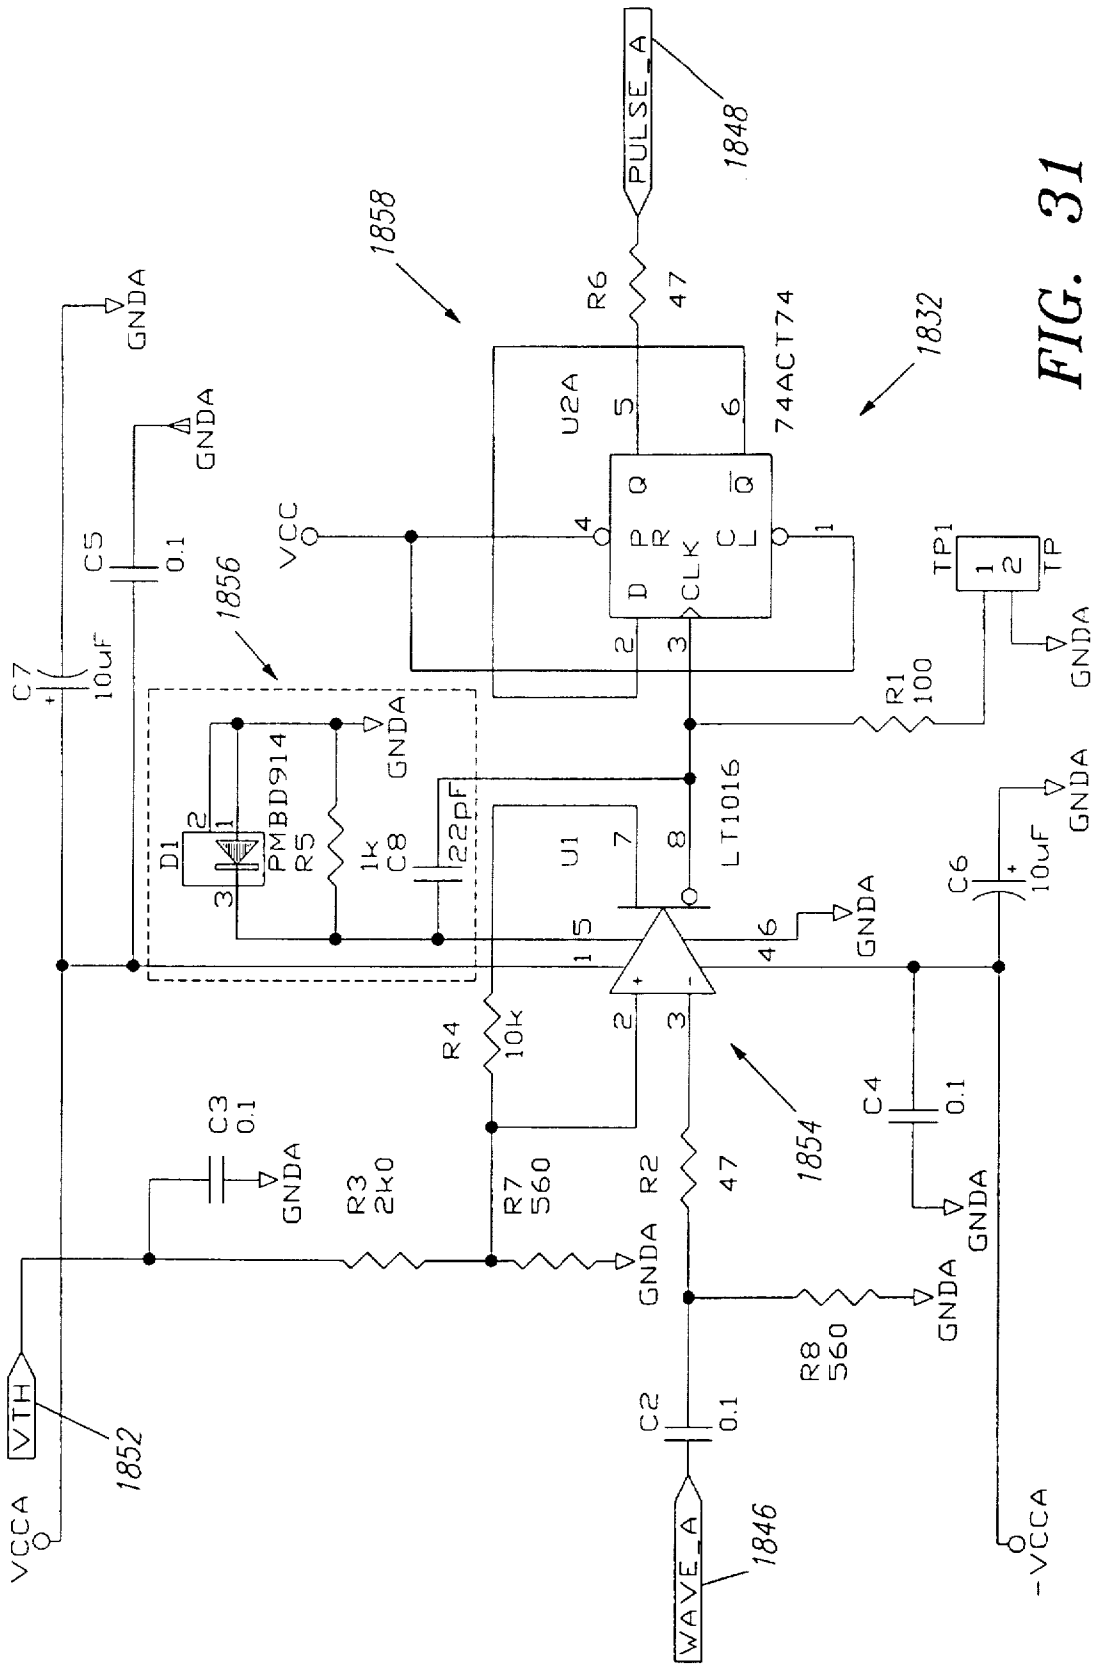 VCCA
VTH
1852
C7
+
10uF
GNDA
C5
0.1
GNDA
C3
0.1
GNDA
1856
D1
2
1
3
PMBD914
R5
1k
GNDA
C8
22pF
VCC
1858
R3
2k0
R4
10k
R7
560
GNDA
U1
7
8
1
5
2
+
3
-
4
6
LT1016
GNDA
U2A
4
2
D
P
R
Q
5
3
CLK
C
L
Q
6
1
74ACT74
R6
47
PULSE_A
1848
1832
WAVE_A
1846
C2
0.1
R2
47
R8
560
GNDA
1854
C4
0.1
GNDA
C6
+
10uF
GNDA
R1
100
TP1
1
2
TP
GNDA
-VCCA
FIG. 31